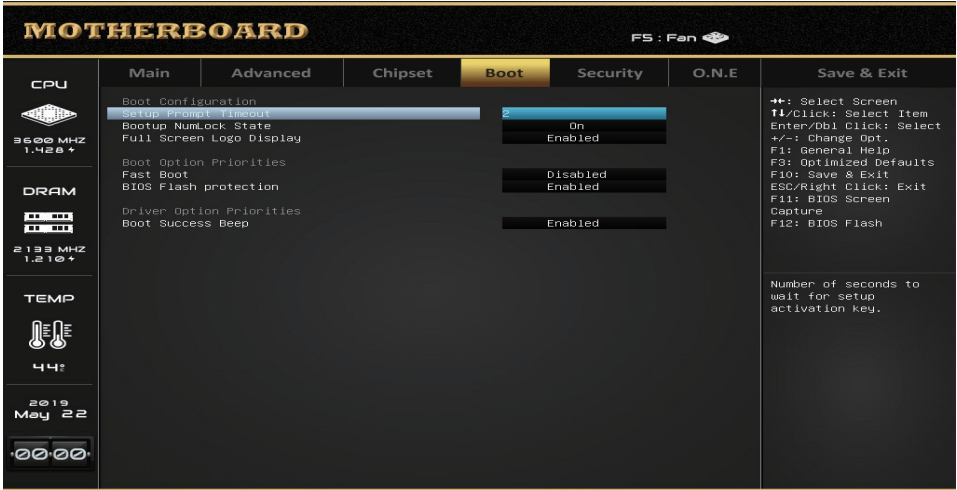 MOTHERBOARD
F5 : Fan
Main Advanced Chipset Boot Security O.N.E Save & Exit
CPU
3600 MHZ
1.428
DRAM
2133 MHZ
1.210
TEMP
44°C
2019
May 22
00:00
Boot Configuration
Setup Prompt Timeout 2
Bootup NumLock State On
Full Screen Logo Display Enabled
Boot Option Priorities
Fast Boot Disabled
BIOS Flash protection Enabled
Driver Option Priorities
Boot Success Beep Enabled
→←: Select Screen
↑↓/Click: Select Item
Enter/Dbl Click: Select
+/-: Change Opt.
F1: General Help
F3: Optimized Defaults
F10: Save & Exit
ESC/Right Click: Exit
F11: BIOS Screen
Capture
F12: BIOS Flash
Number of seconds to
wait for setup
activation key.